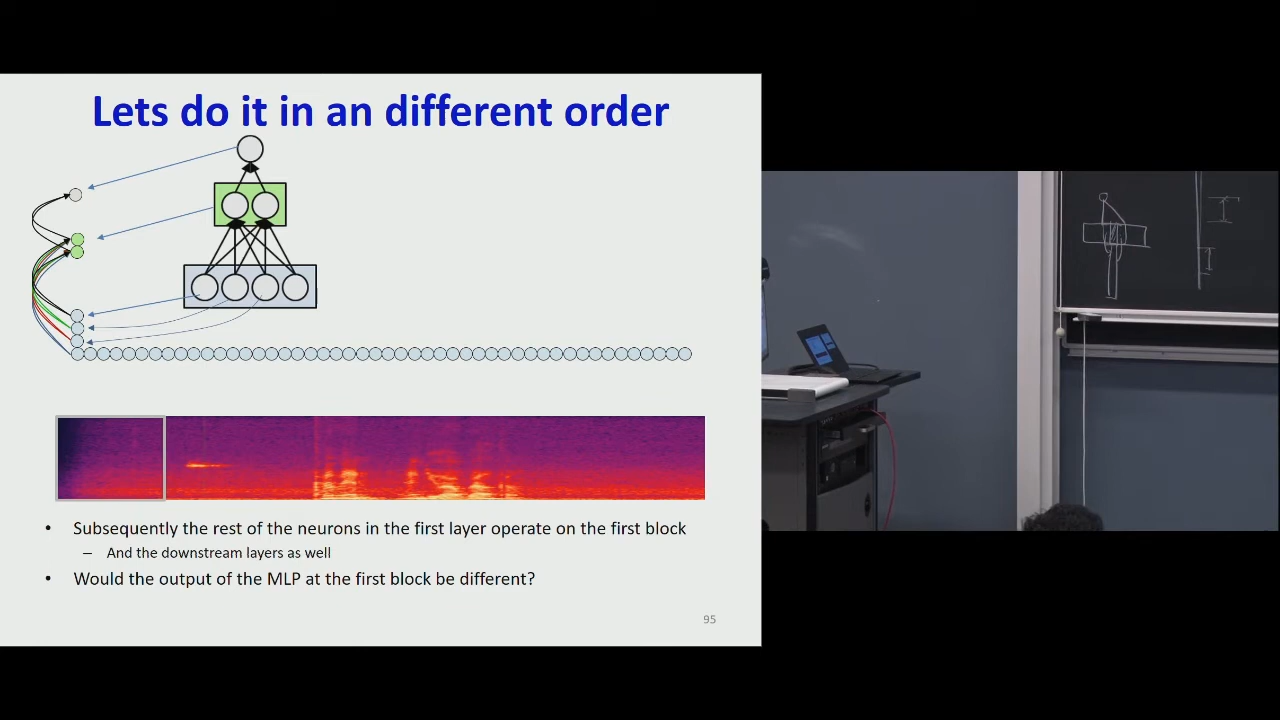 Lets do it in an different order
• Subsequently the rest of the neurons in the first layer operate on the first block
– And the downstream layers as well
• Would the output of the MLP at the first block be different?
95